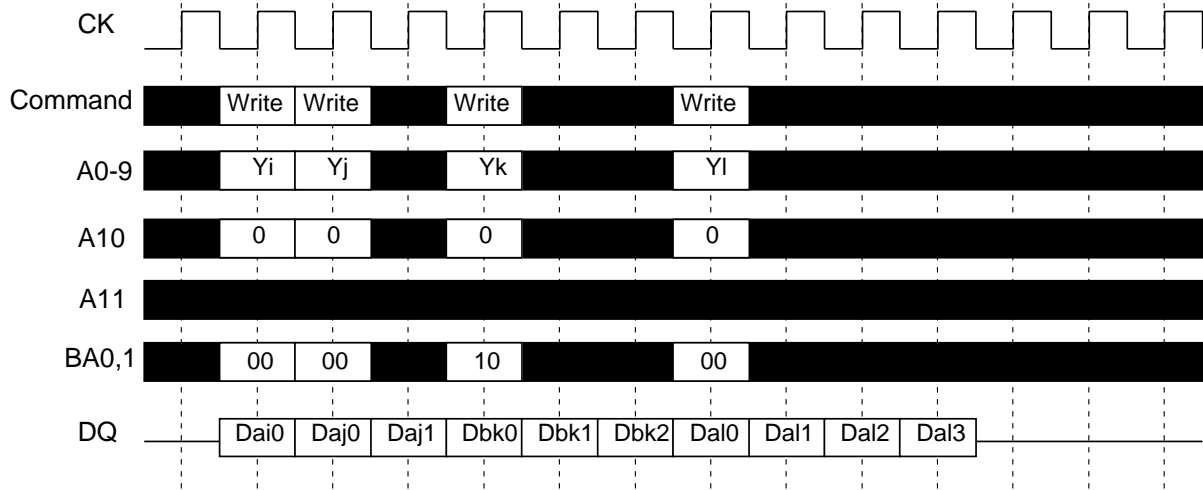 CK
Command Write Write Write Write
A0-9 Yi Yj Yk Yl
A10 0 0 0 0
A11
BA0,1 00 00 10 00
DQ Dai0 Daj0 Daj1 Dbk0 Dbk1 Dbk2 Dal0 Dal1 Dal2 Dal3